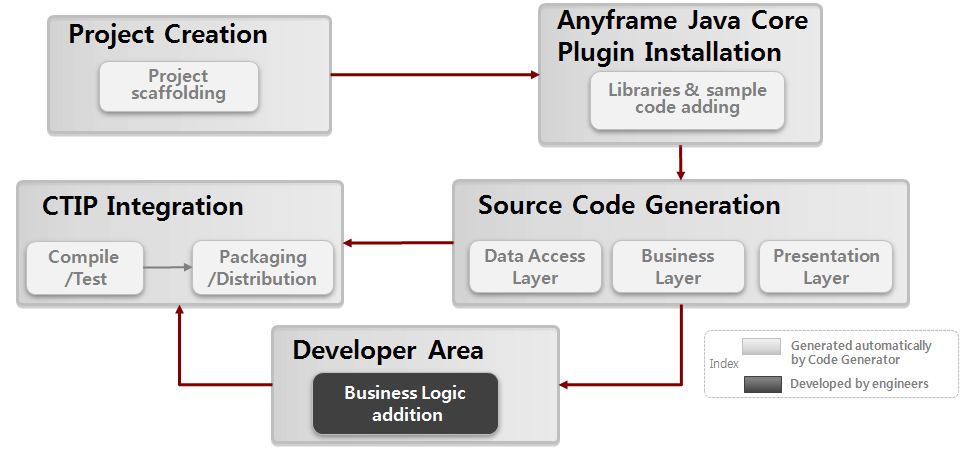 Project Creation
Project
scaffolding
Anyframe Java Core
Plugin Installation
Libraries & sample
code adding
CTIP Integration
Compile
/Test
Packaging
/Distribution
Source Code Generation
Data Access
Layer
Business
Layer
Presentation
Layer
Developer Area
Business Logic
addition
Index
Generated automatically
by Code Generator
Developed by engineers